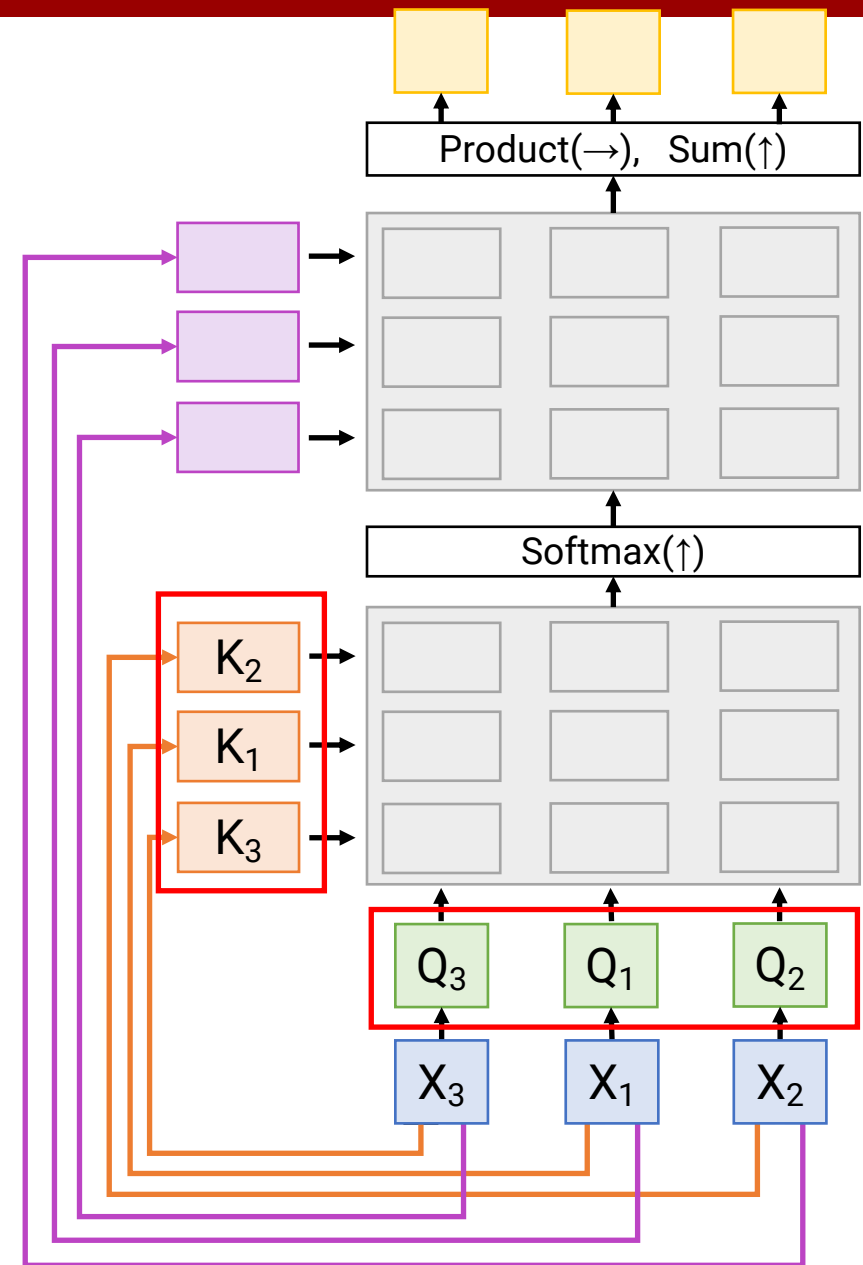 Product(→), Sum(↑)
Softmax(↑)
K₂
K₁
K₃
Q₃ Q₁ Q₂
X₃ X₁ X₂